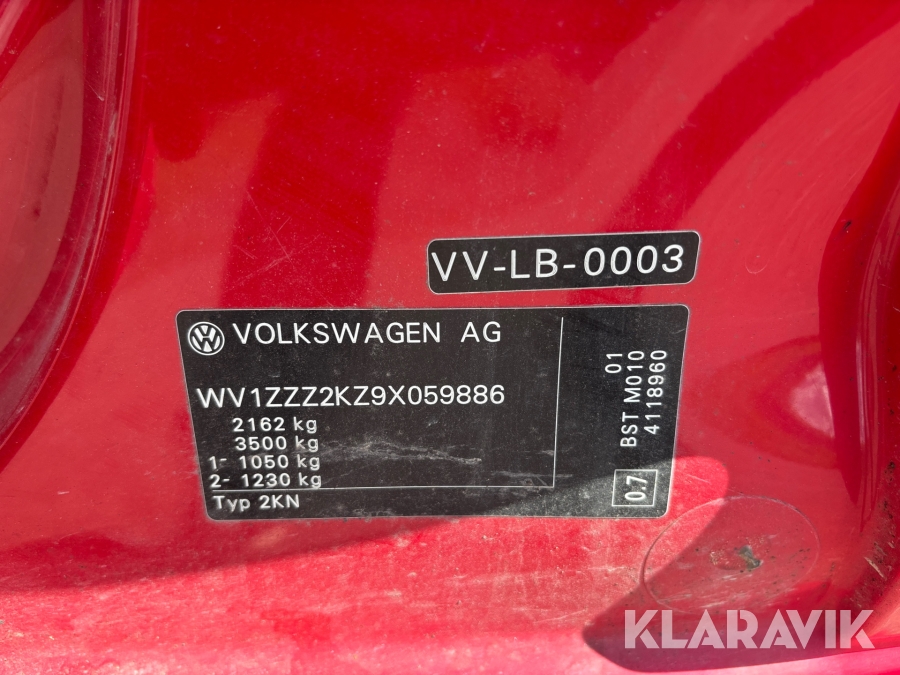 VV-LB-0003
VOLKSWAGEN AG
WV1ZZZ2KZ9X059886
2162 kg
3500 kg
1- 1050 kg
2- 1230 kg
Typ 2KN
01
BST M010
4118960
0.7
KLARAVIK